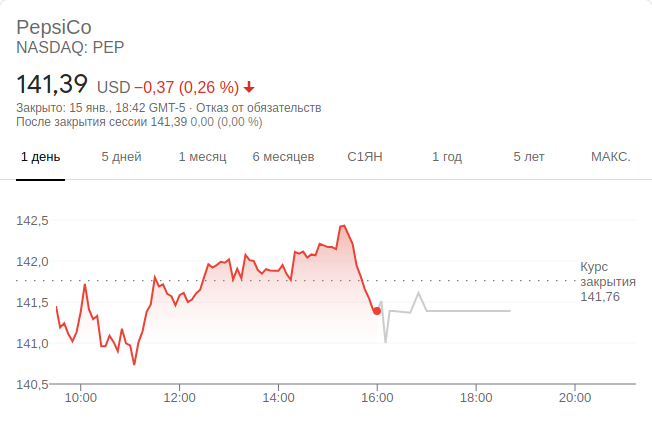 PepsiCo
NASDAQ: PEP
141,39 USD −0,37 (0,26 %)
Закрыто: 15 янв., 18:42 GMT-5 · Отказ от обязательств
После закрытия сессии 141,39 0,00 (0,00 %)
1 день 5 дней 1 месяц 6 месяцев С1ЯН 1 год 5 лет МАКС.
142,5
142,0
Курс
закрытия
141,76
141,5
141,0
140,5
10:00 12:00 14:00 16:00 18:00 20:00